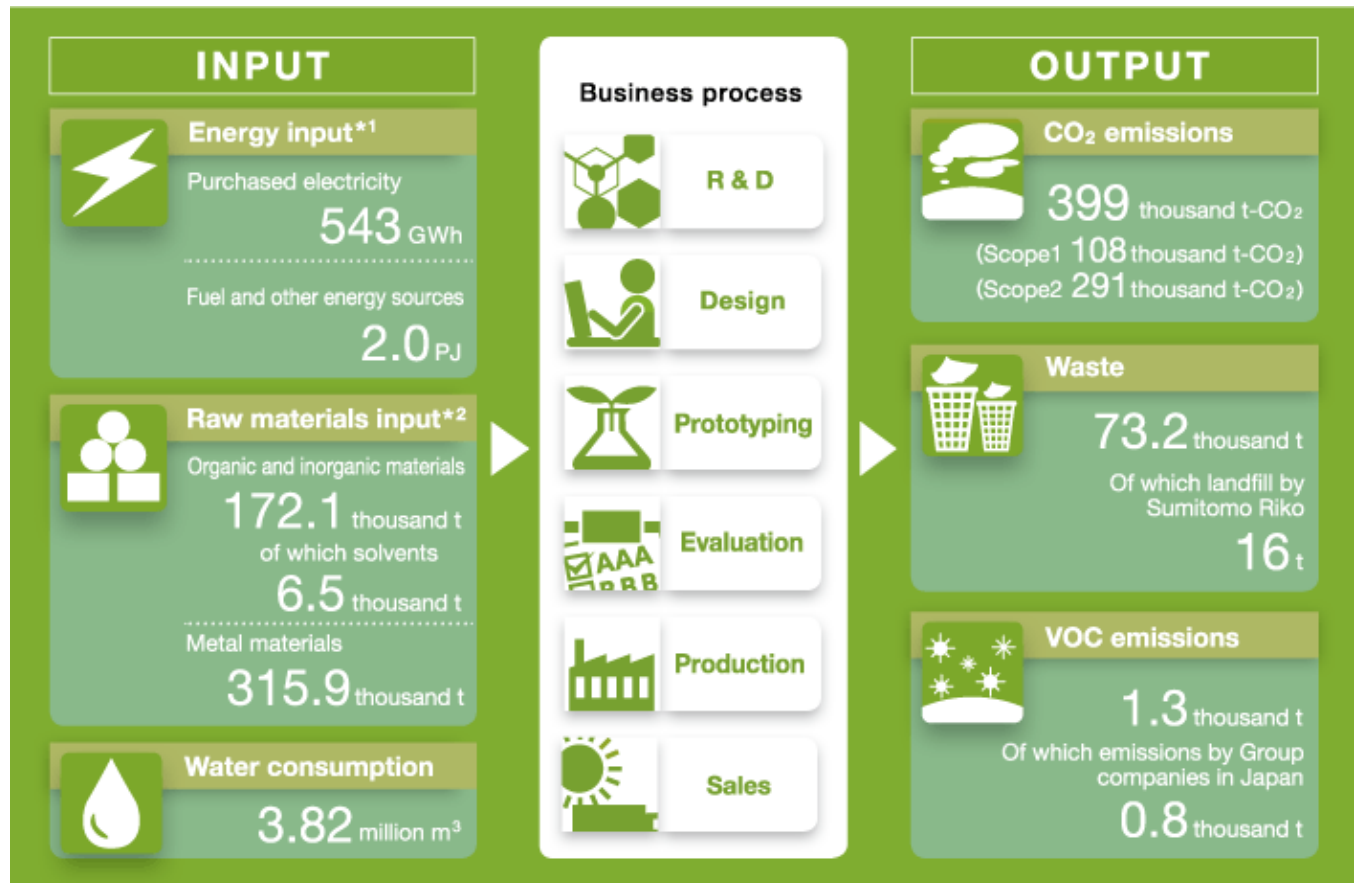 INPUT
Energy input*1
Purchased electricity
543 GWh
Fuel and other energy sources
2.0 PJ
Raw materials input*2
Organic and inorganic materials
172.1 thousand t
of which solvents
6.5 thousand t
Metal materials
315.9 thousand t
Water consumption
3.82 million m³
Business process
R & D
Design
Prototyping
AAA
BBB
Evaluation
Production
Sales
OUTPUT
CO₂ emissions
399 thousand t-CO₂
(Scope1 108 thousand t-CO₂)
(Scope2 291 thousand t-CO₂)
Waste
73.2 thousand t
Of which landfill by
Sumitomo Riko
16 t
VOC emissions
1.3 thousand t
Of which emissions by Group
companies in Japan
0.8 thousand t